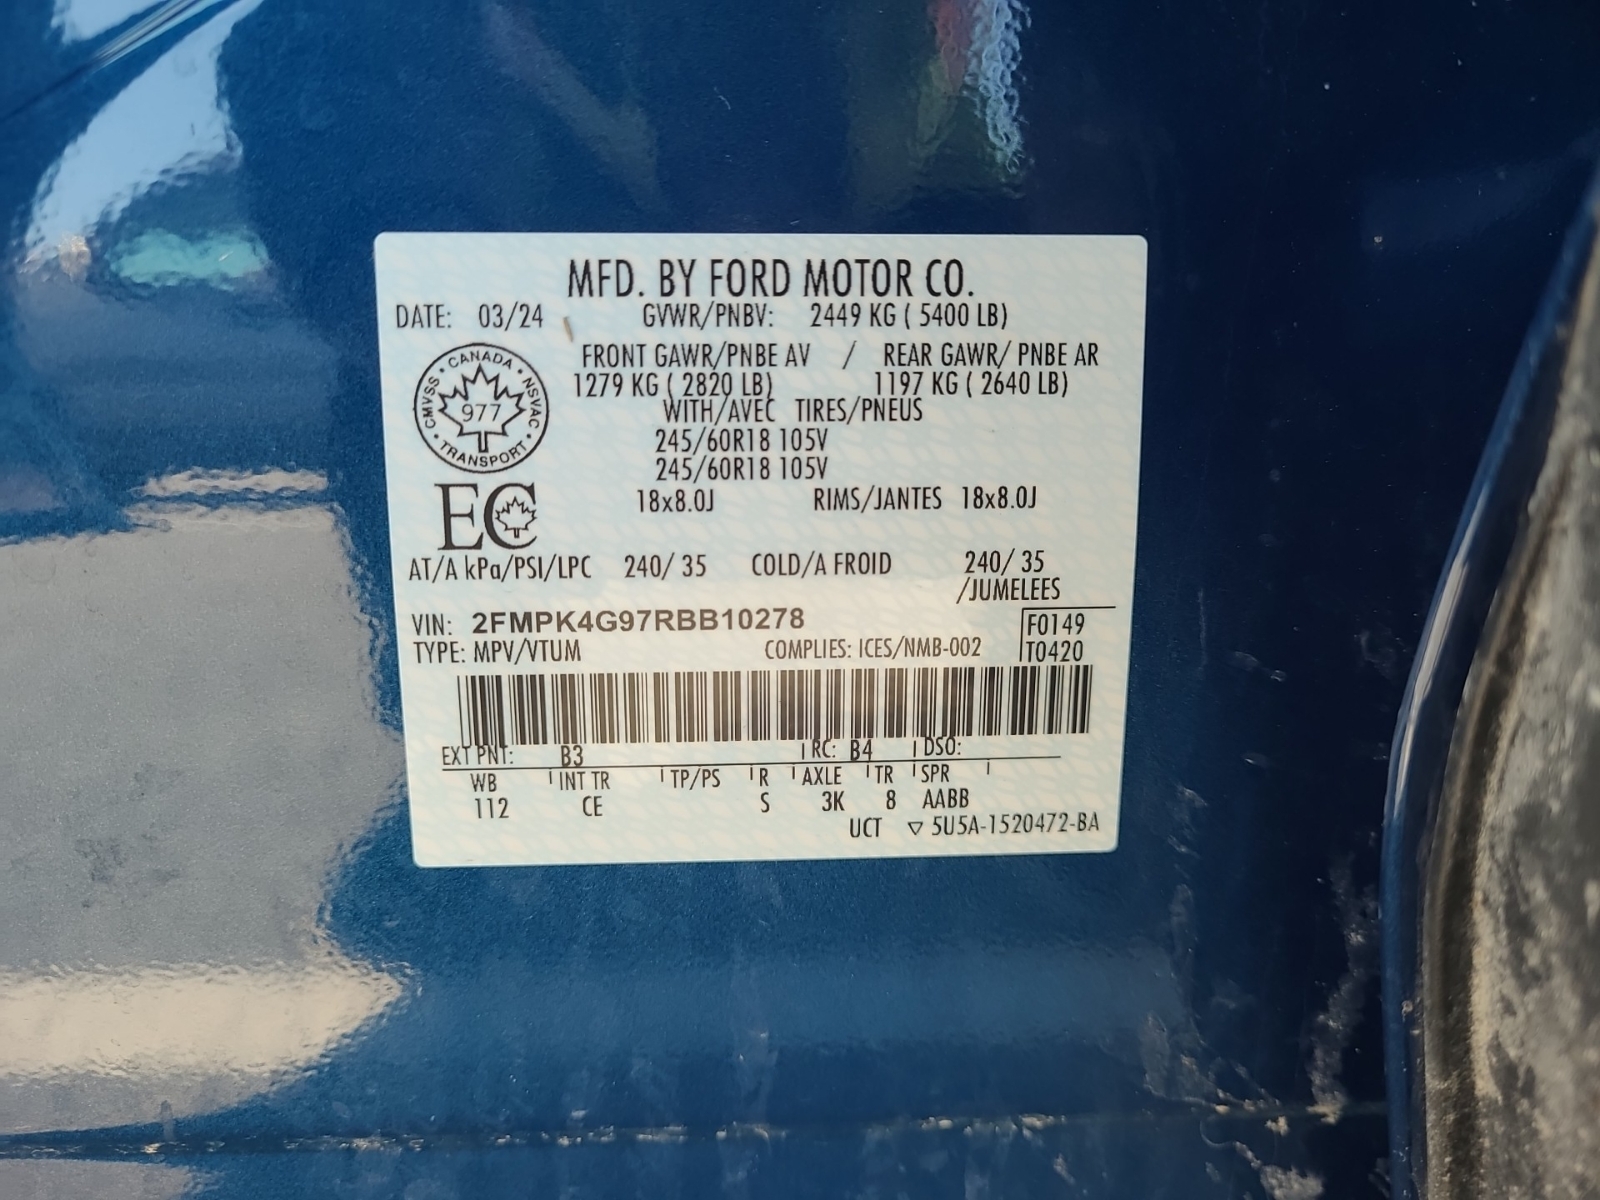 MFD. BY FORD MOTOR CO.
DATE: 03/24 GVWR/PNBV: 2449 KG ( 5400 LB)
FRONT GAWR/PNBE AV / REAR GAWR/ PNBE AR
1279 KG ( 2820 LB) 1197 KG ( 2640 LB)
WITH/AVEC TIRES/PNEUS
245/60R18 105V
245/60R18 105V
18x8.0J RIMS/JANTES 18x8.0J
CANADA
CMVSS 977 NSVAC
TRANSPORT
EC
AT/A kPa/PSI/LPC 240/ 35 COLD/A FROID 240/ 35
/JUMELEES
VIN: 2FMPK4G97RBB10278 F0149
TYPE: MPV/VTUM COMPLIES: ICES/NMB-002 T0420
EXT PNT: B3 RC: B4 DSO:
WB INT TR TP/PS R AXLE TR SPR
112 CE S 3K 8 AABB
UCT ▽ 5U5A-1520472-BA